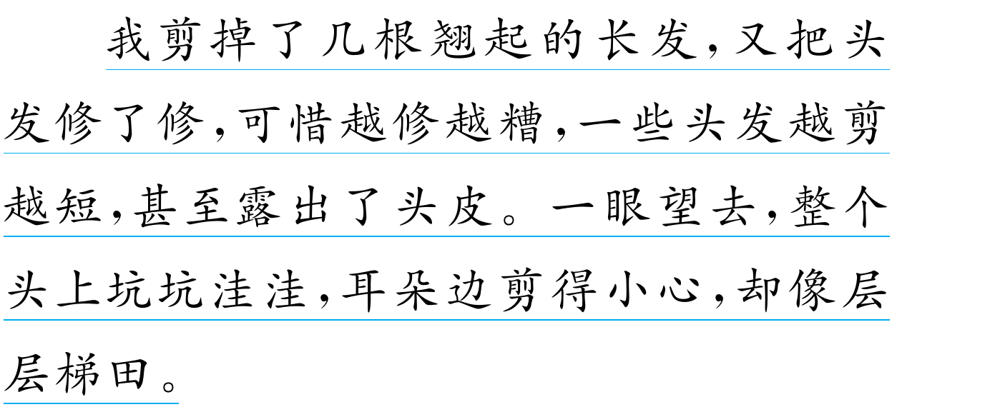 我剪掉了几根翘起的长发，又把头
发修了修，可惜越修越糟，一些头发越剪
越短，甚至露出了头皮。一眼望去，整个
头上坑坑洼洼，耳朵边剪得小心，却像层
层梯田。